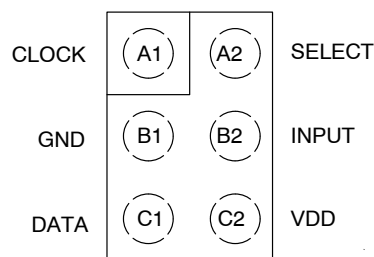 CLOCK A1 A2 SELECT
GND B1 B2 INPUT
DATA C1 C2 VDD